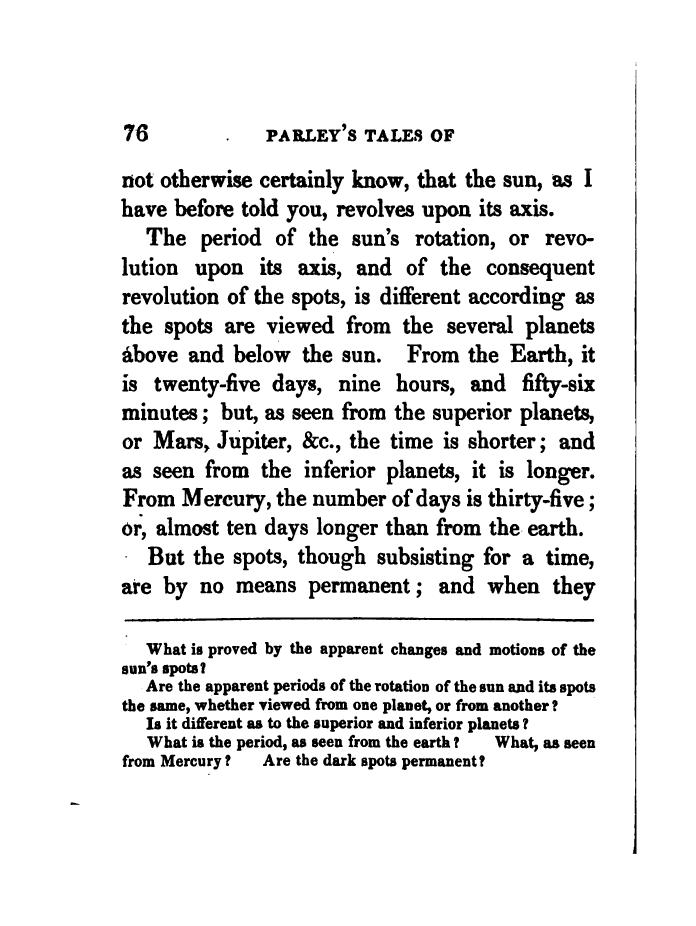 76 PARLEY'S TALES OF
not otherwise certainly know, that the sun, as I
have before told you, revolves upon its axis.
The period of the sun's rotation, or revo-
lution upon its axis, and of the consequent
revolution of the spots, is different according as
the spots are viewed from the several planets
above and below the sun. From the Earth, it
is twenty-five days, nine hours, and fifty-six
minutes; but, as seen from the superior planets,
or Mars, Jupiter, &c., the time is shorter; and
as seen from the inferior planets, it is longer.
From Mercury, the number of days is thirty-five;
or, almost ten days longer than from the earth.
But the spots, though subsisting for a time,
are by no means permanent; and when they
What is proved by the apparent changes and motions of the
sun's spots?
Are the apparent periods of the rotation of the sun and its spots
the same, whether viewed from one planet, or from another?
Is it different as to the superior and inferior planets?
What is the period, as seen from the earth? What, as seen
from Mercury? Are the dark spots permanent?